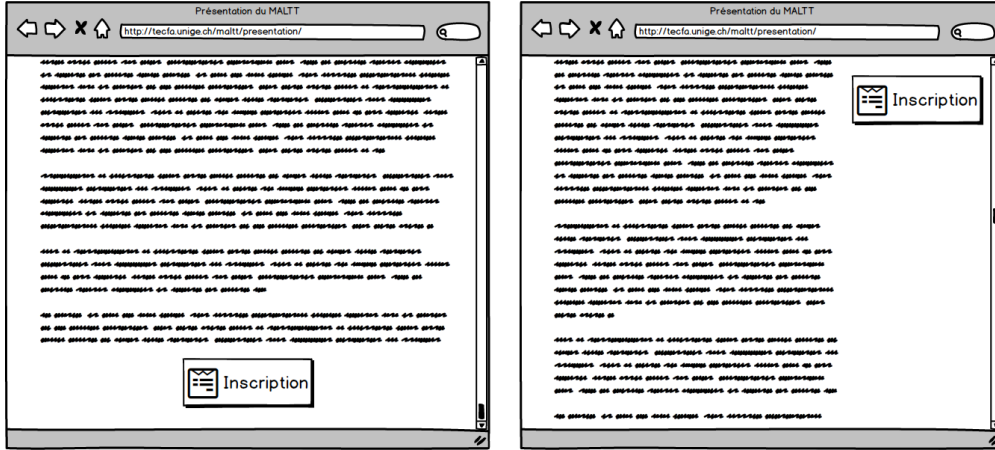 Présentation du MALTT
http://tecfa.unige.ch/maltt/presentation/
Inscription
Présentation du MALTT
http://tecfa.unige.ch/maltt/presentation/
Inscription